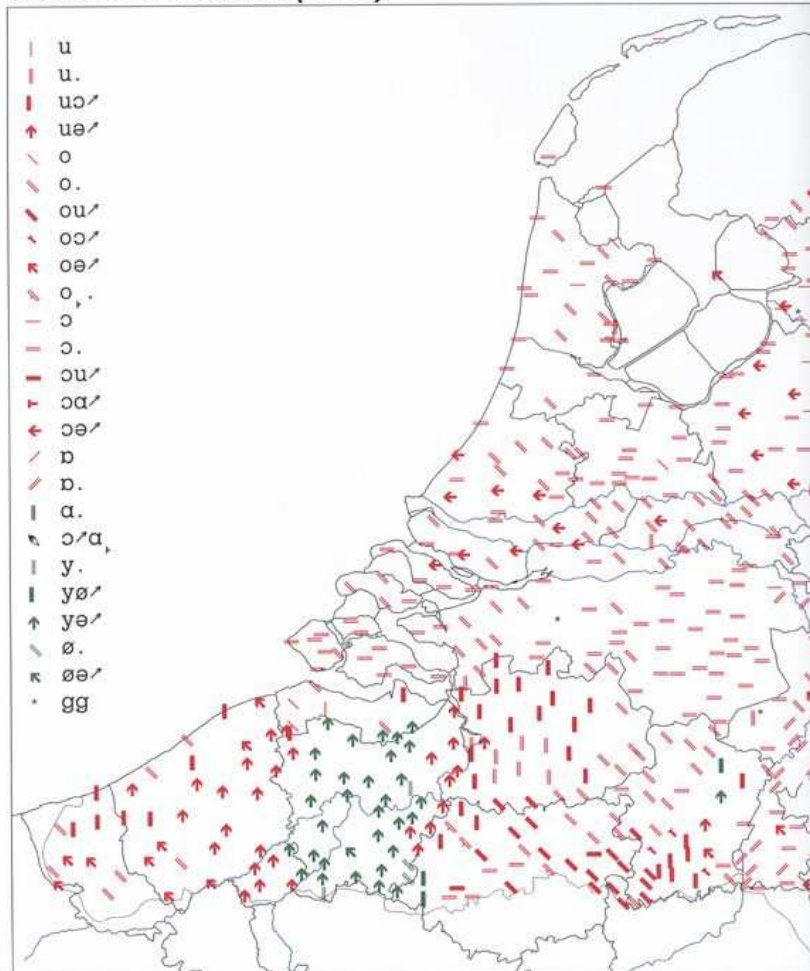 u
u.
uɔ↗
uə↗
o
o.
ou↗
oɔ↗
oə↗
o˖.
ɔ
ɔ.
ɔu↗
ɔɑ↗
ɔə↗
ɒ
ɒ.
ɑ.
ɔ↗ɑ˖
y.
yø↗
yə↗
ø.
øə↗
gg